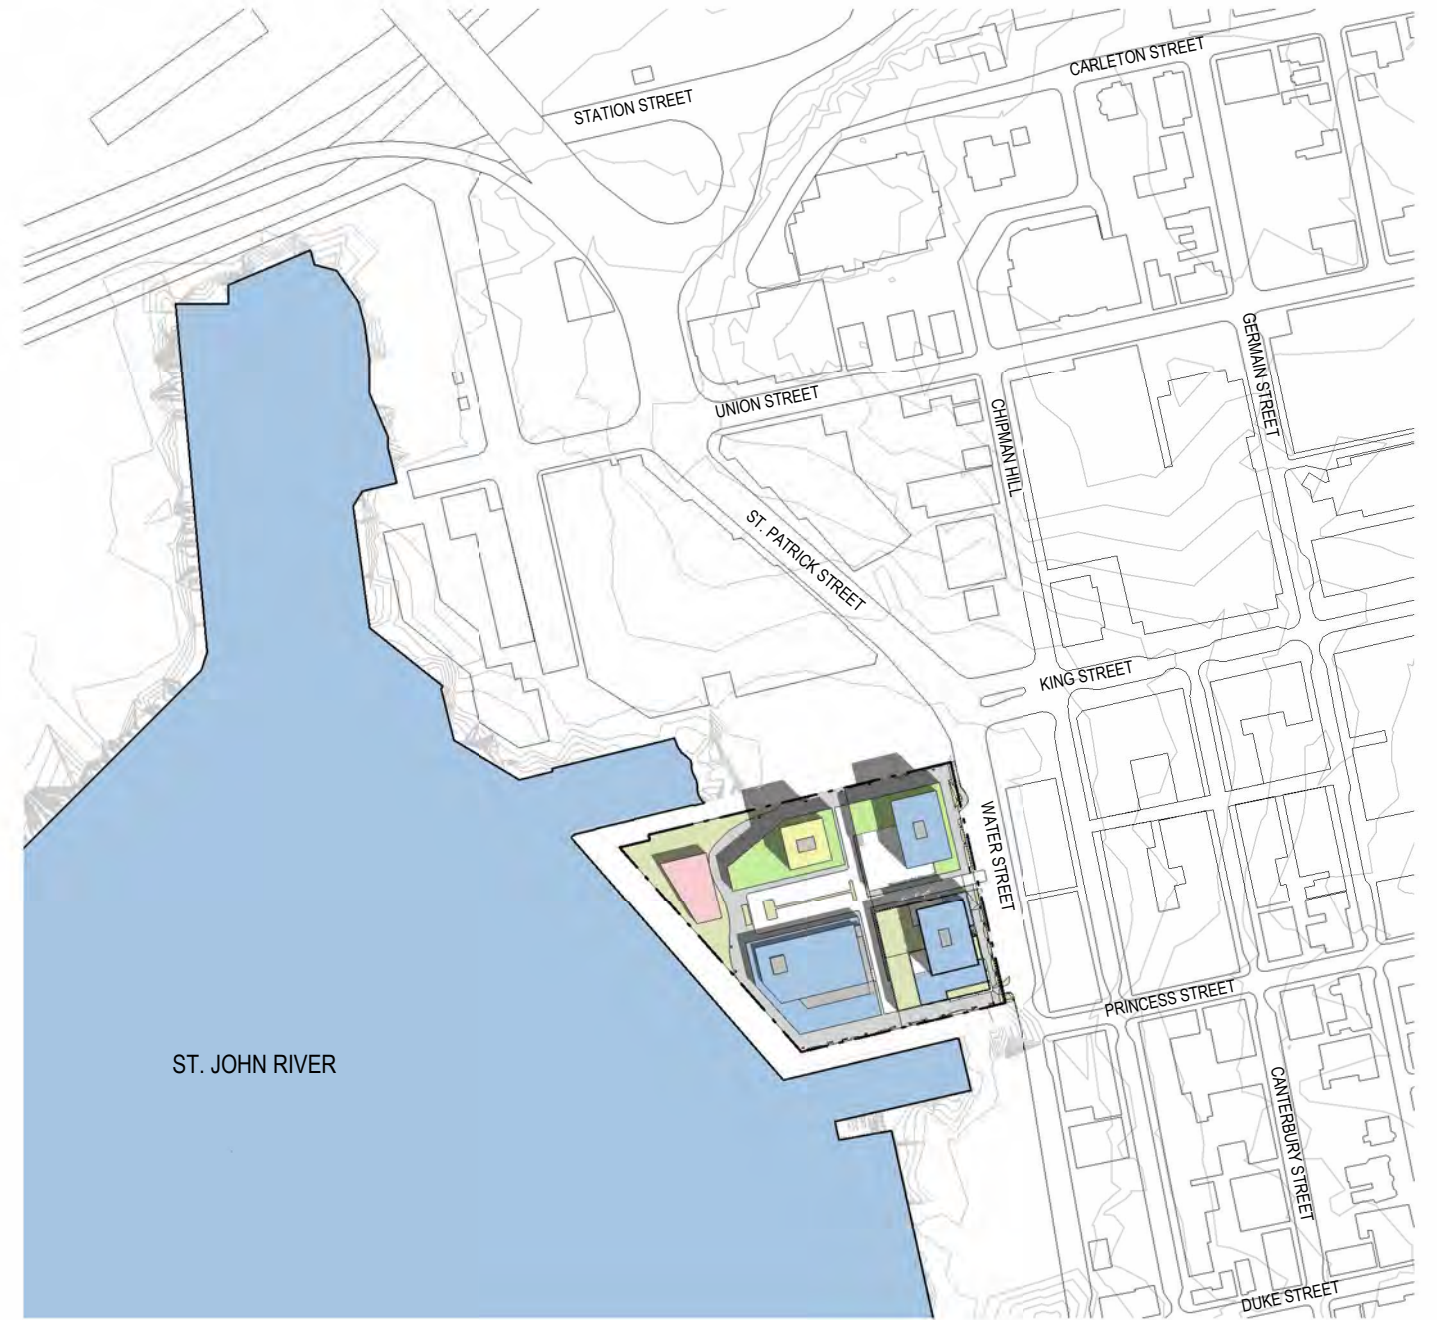 CARLETON STREET
STATION STREET
GERMAIN STREET
UNION STREET
CHIPMAN HILL
ST. PATRICK STREET
KING STREET
WATER STREET
PRINCESS STREET
ST. JOHN RIVER
CANTERBURY STREET
DUKE STREET